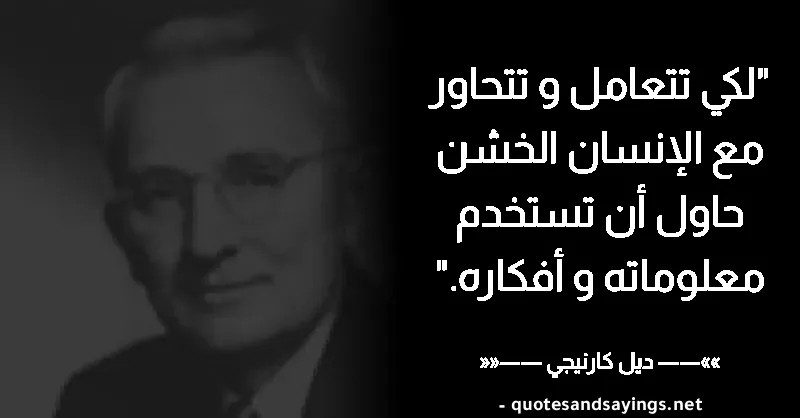 "لكي تتعامل و تتحاور
مع الإنسان الخشن
حاول أن تستخدم
معلوماته و أفكاره."
««—— ديل كارنيجي ——»»
- quotesandsayings.net